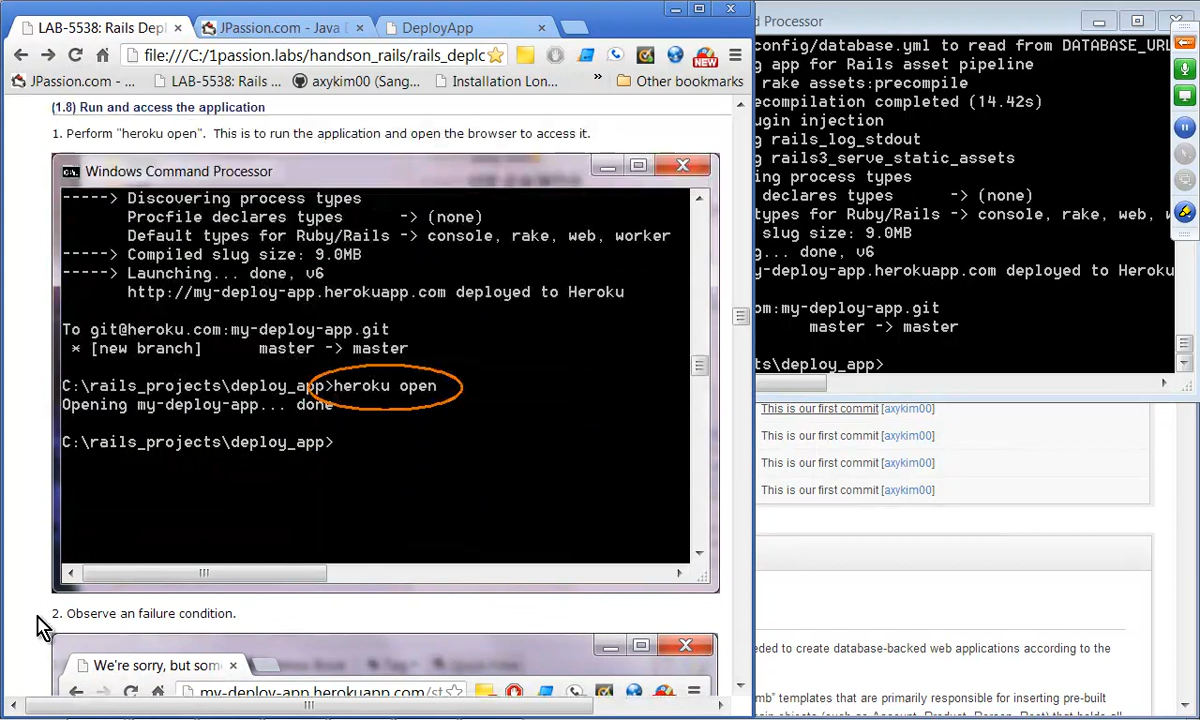 LAB-5538: Rails Depl
JPassion.com - Java
DeployApp
file:///C:/1passion.labs/handson_rails/rails_deplo
JPassion.com -...
LAB-5538: Rails ...
axykim00 (Sang...
Installation Lon...
»
Other bookmarks
(1.8) Run and access the application
1. Perform "heroku open".  This is to run the application and open the browser to access it.
Windows Command Processor
-----> Discovering process types
Procfile declares types     -> (none)
Default types for Ruby/Rails -> console, rake, web, worker
-----> Compiled slug size: 9.0MB
-----> Launching... done, v6
http://my-deploy-app.herokuapp.com deployed to Heroku
To git@heroku.com:my-deploy-app.git
* [new branch]      master -> master
C:\rails_projects\deploy_app>heroku open
Opening my-deploy-app... done
C:\rails_projects\deploy_app>
2. Observe an failure condition.
We're sorry, but som
my-deploy-app.herokuapp.com/st
Processor
config/database.yml to read from DATABASE_URL
app for Rails asset pipeline
rake assets:precompile
ecompilation completed (14.42s)
ugin injection
rails_log_stdout
rails3_serve_static_assets
ing process types
declares types      -> (none)
types for Ruby/Rails -> console, rake, web, w
slug size: 9.0MB
... done, v6
y-deploy-app.herokuapp.com deployed to Heroku
om:my-deploy-app.git
master -> master
ts\deploy_app>
This is our first commit [axykim00]
This is our first commit [axykim00]
This is our first commit [axykim00]
This is our first commit [axykim00]
eded to create database-backed web applications according to the
mb" templates that are primarily responsible for inserting pre-built